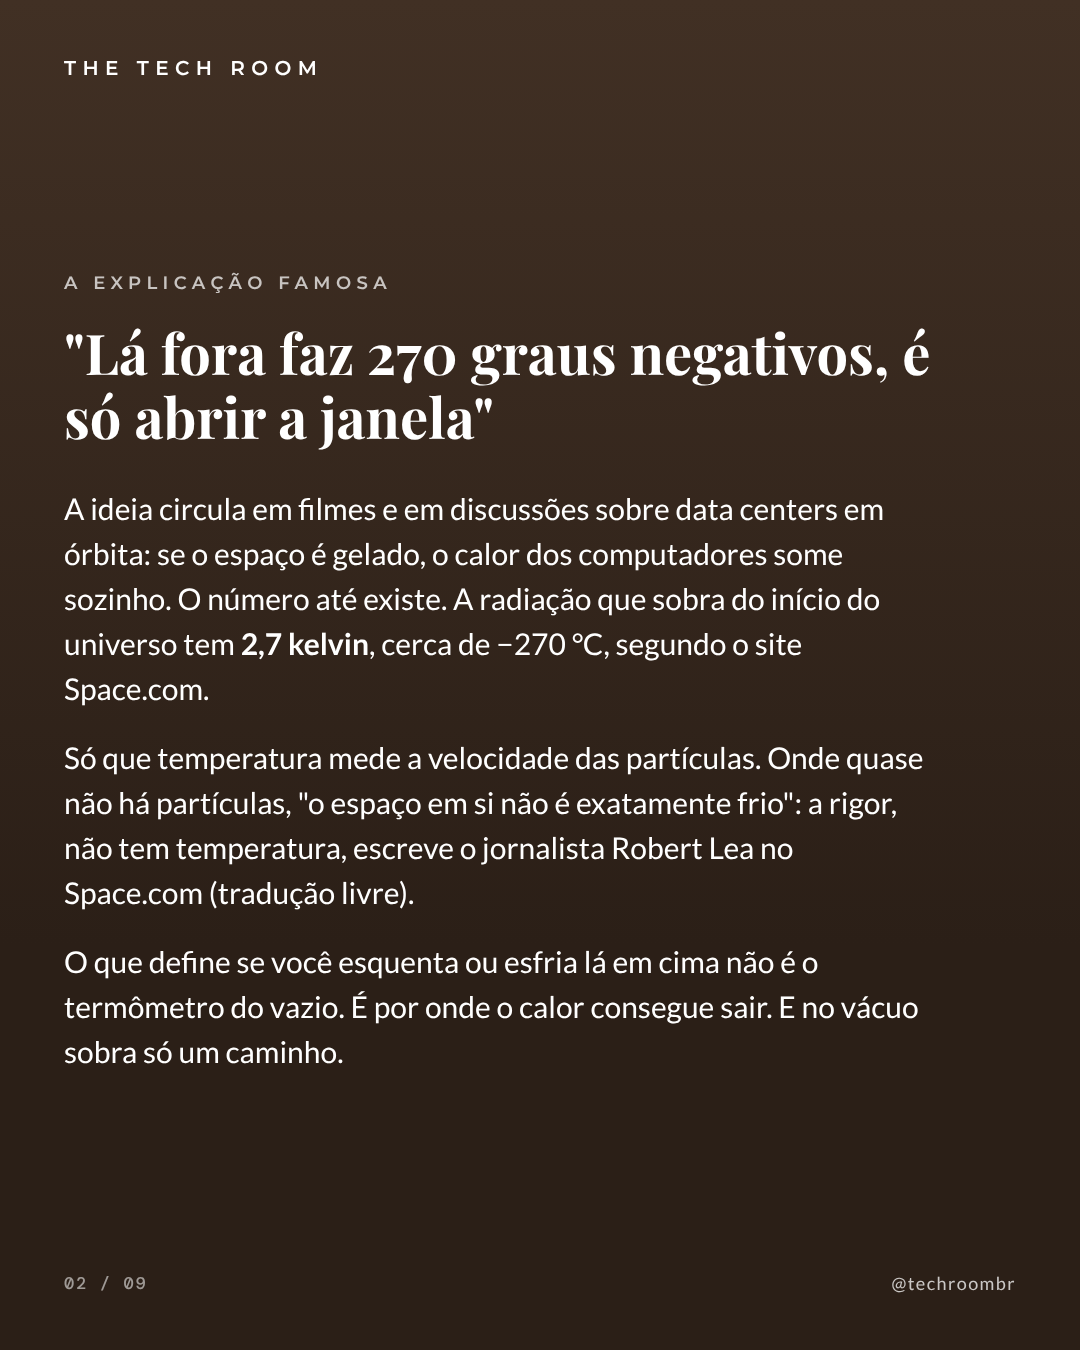 THE TECH ROOM
A EXPLICAÇÃO FAMOSA
"Lá fora faz 270 graus negativos, é
só abrir a janela"
A ideia circula em filmes e em discussões sobre data centers em
órbita: se o espaço é gelado, o calor dos computadores some
sozinho. O número até existe. A radiação que sobra do início do
universo tem 2,7 kelvin, cerca de −270 °C, segundo o site
Space.com.
Só que temperatura mede a velocidade das partículas. Onde quase
não há partículas, "o espaço em si não é exatamente frio": a rigor,
não tem temperatura, escreve o jornalista Robert Lea no
Space.com (tradução livre).
O que define se você esquenta ou esfria lá em cima não é o
termômetro do vazio. É por onde o calor consegue sair. E no vácuo
sobra só um caminho.
02 / 09
@techroombr